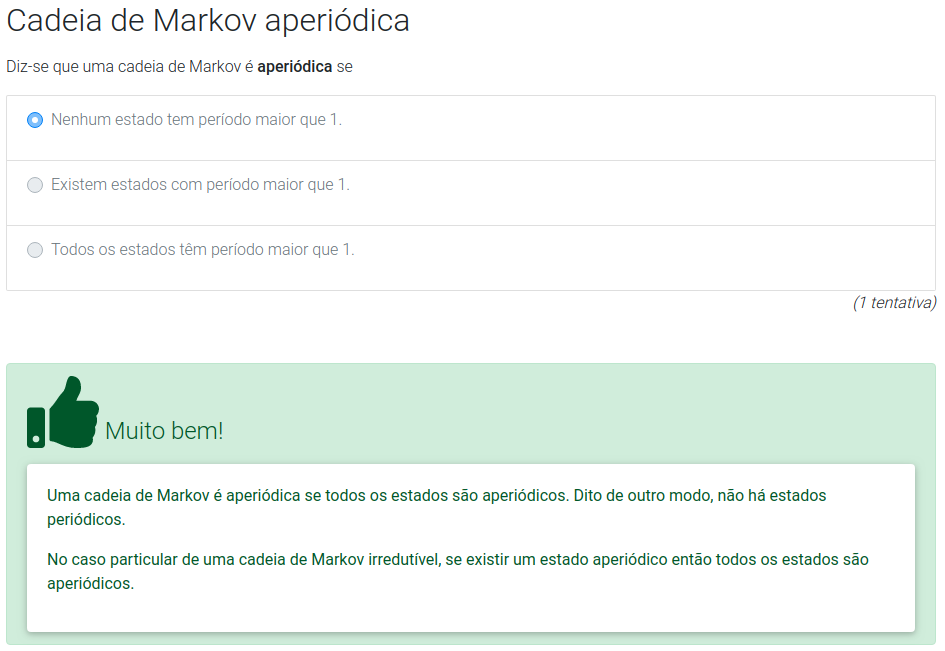 Cadeia de Markov aperiódica
Diz-se que uma cadeia de Markov é aperiódica se
Nenhum estado tem período maior que 1.
Existem estados com período maior que 1.
Todos os estados têm período maior que 1.
(1 tentativa)
Muito bem!
Uma cadeia de Markov é aperiódica se todos os estados são aperiódicos. Dito de outro modo, não há estados
periódicos.
No caso particular de uma cadeia de Markov irredutível, se existir um estado aperiódico então todos os estados são
aperiódicos.